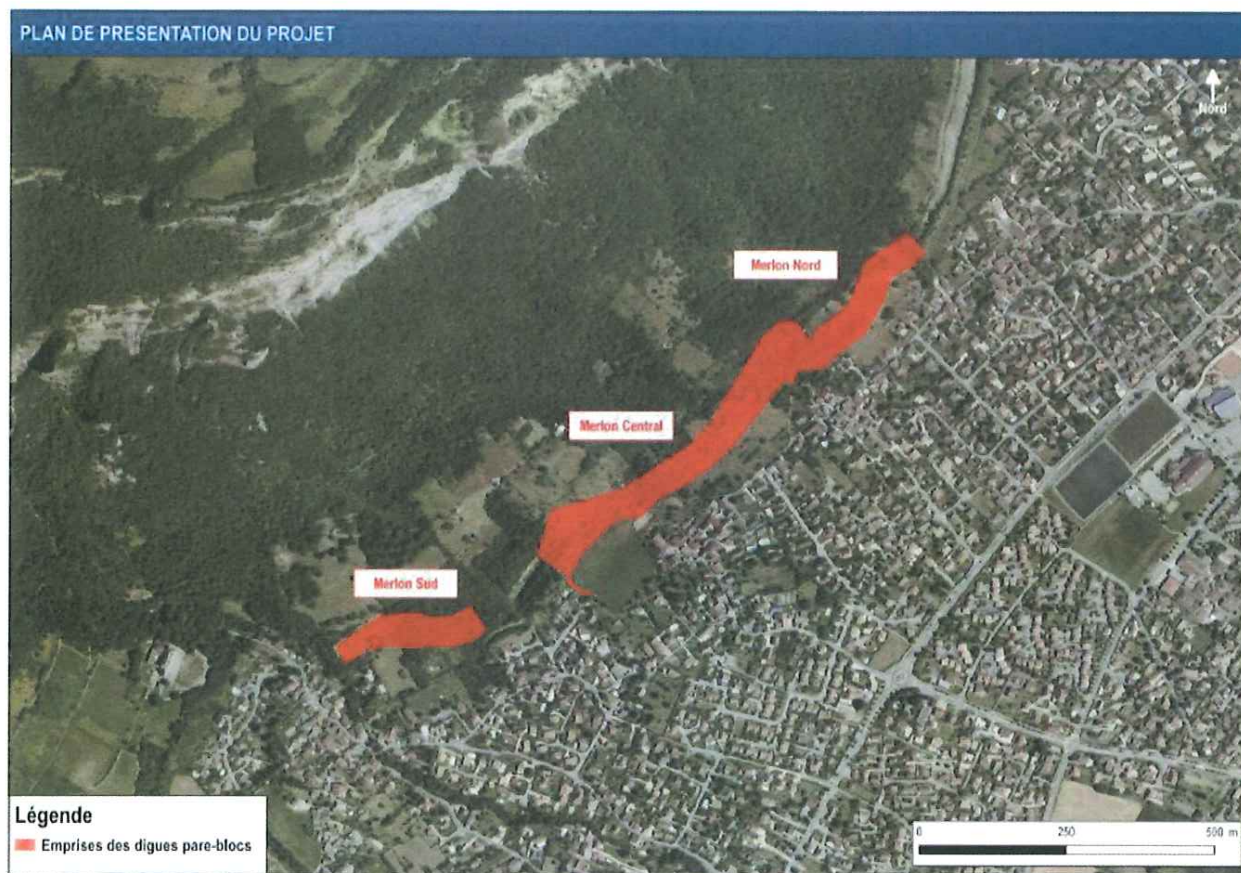 PLAN DE PRESENTATION DU PROJET
Nord
Merlon Nord
Merlon Central
Merlon Sud
Légende
Emprises des digues pare-blocs
0 250 500 m